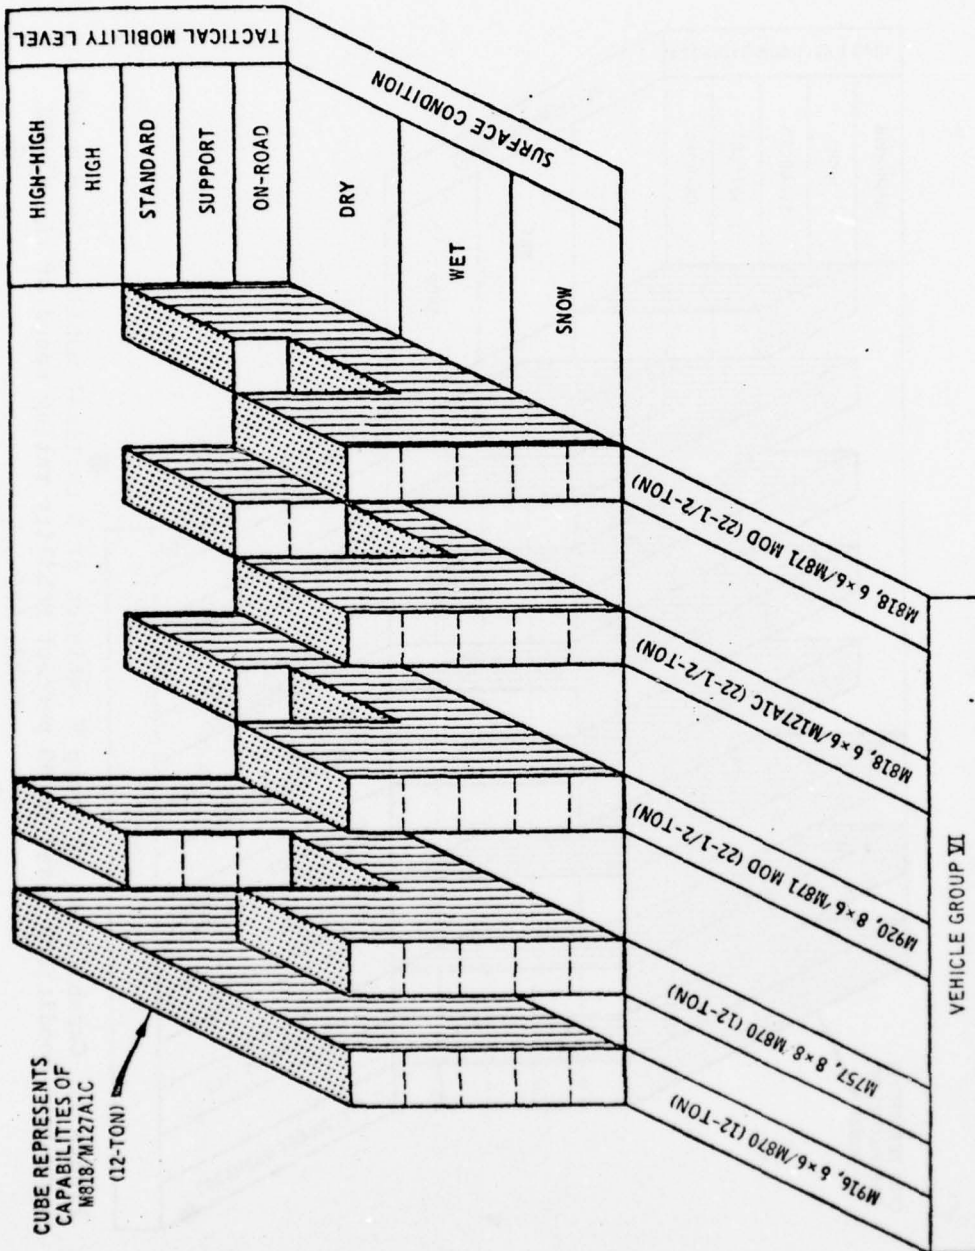 TACTICAL MOBILITY LEVEL
HIGH-HIGH
HIGH
STANDARD
SUPPORT
ON-ROAD
SURFACE CONDITION
DRY
WET
SNOW
CUBE REPRESENTS
CAPABILITIES OF
M818/M127A1C
(12-TON)
M818, 6×6/M871 MOD (22-1/2-TON)
M818, 6×6/M127A1C (22-1/2-TON)
M920, 8×6/M871 MOD (22-1/2-TON)
M757, 8×8 M870 (12-TON)
M916, 6×6/M870 (12-TON)
VEHICLE GROUP VI